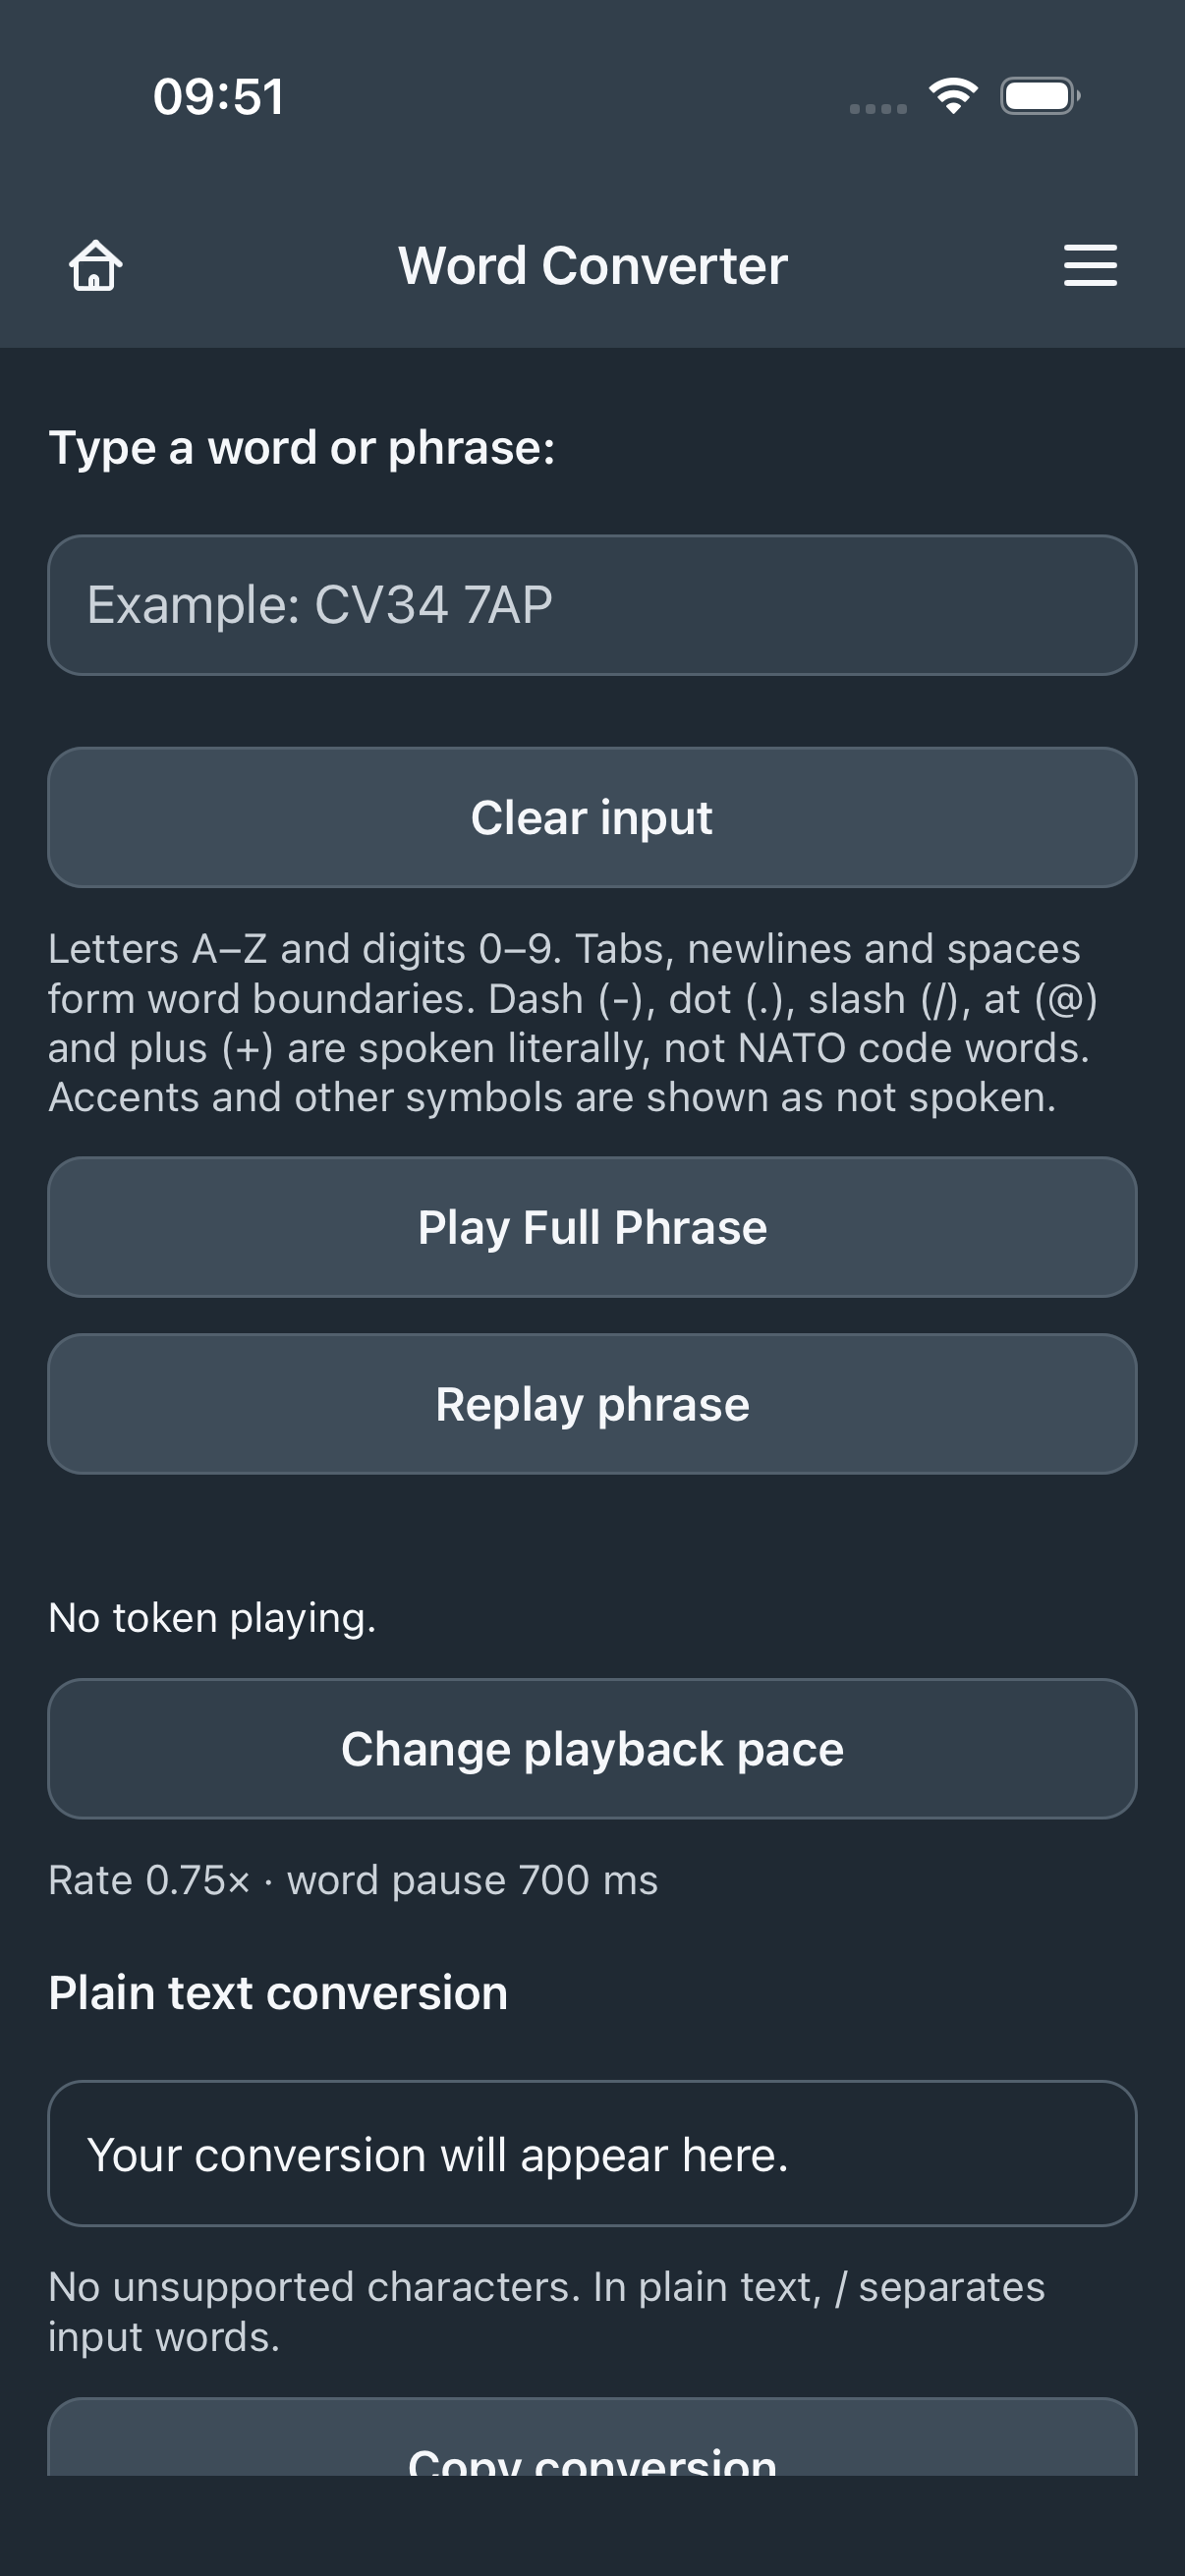 09:51
Word Converter
Type a word or phrase:
Example: CV34 7AP
Clear input
Letters A–Z and digits 0–9. Tabs, newlines and spaces
form word boundaries. Dash (-), dot (.), slash (/), at (@)
and plus (+) are spoken literally, not NATO code words.
Accents and other symbols are shown as not spoken.
Play Full Phrase
Replay phrase
No token playing.
Change playback pace
Rate 0.75× · word pause 700 ms
Plain text conversion
Your conversion will appear here.
No unsupported characters. In plain text, / separates
input words.
Copy conversion